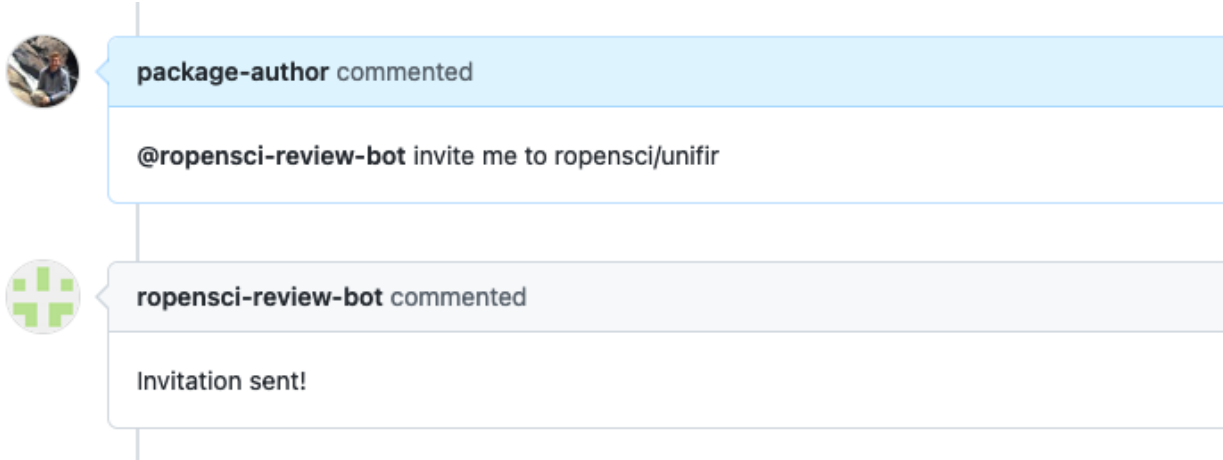 package-author commented
@ropensci-review-bot invite me to ropensci/unifir
ropensci-review-bot commented
Invitation sent!